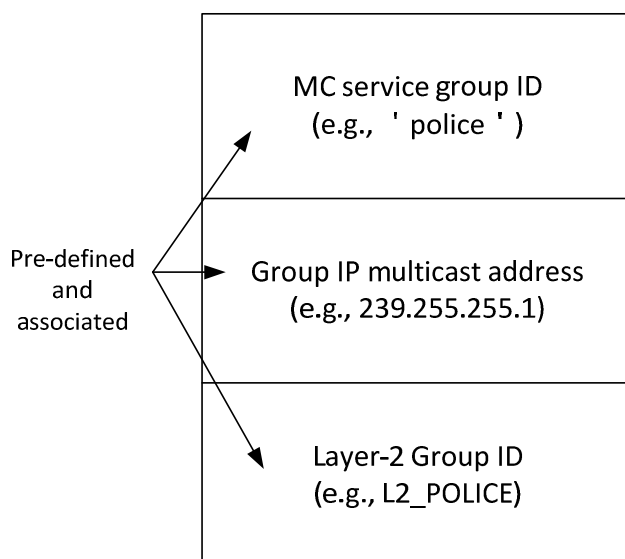 MC service group ID
(e.g., ' police ' )
Pre-defined
and
associated
Group IP multicast address
(e.g., 239.255.255.1)
Layer-2 Group ID
(e.g., L2_POLICE)